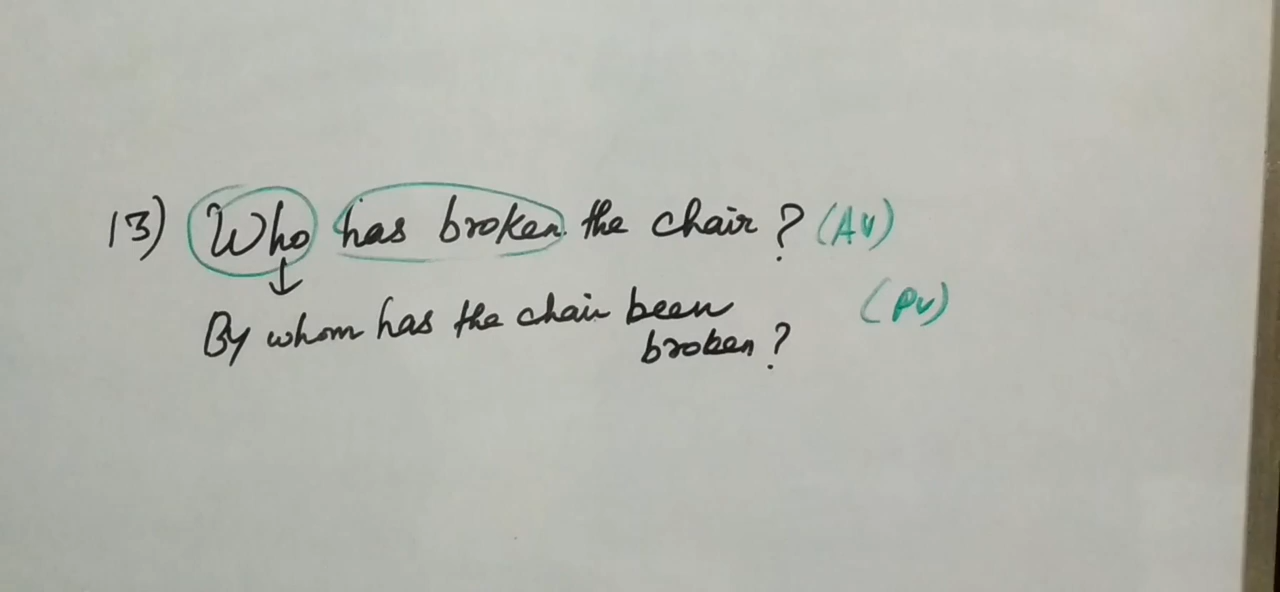 13) Who has broken the chair? (AV)
↓
By whom has the chair been (PV)
broken?